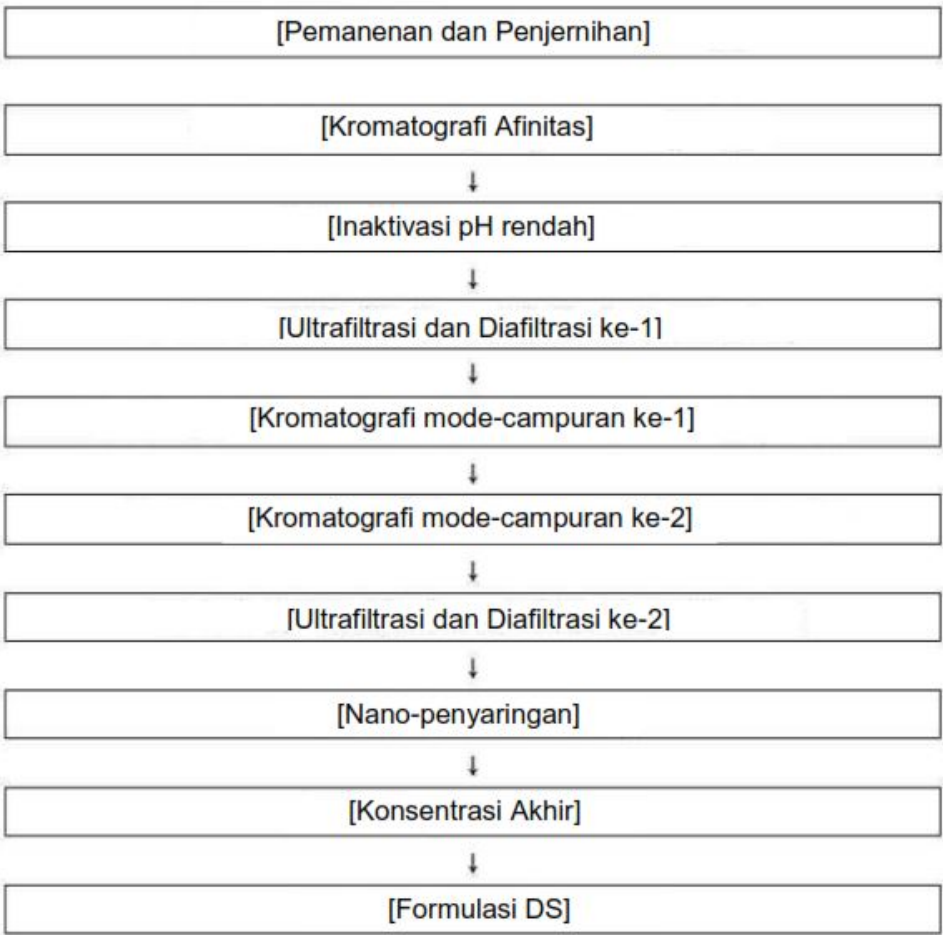 [Pemanenan dan Penjernihan]
[Kromatografi Afinitas]
↓
[Inaktivasi pH rendah]
↓
[Ultrafiltrasi dan Diafiltrasi ke-1]
↓
[Kromatografi mode-campuran ke-1]
↓
[Kromatografi mode-campuran ke-2]
↓
[Ultrafiltrasi dan Diafiltrasi ke-2]
↓
[Nano-penyaringan]
↓
[Konsentrasi Akhir]
↓
[Formulasi DS]